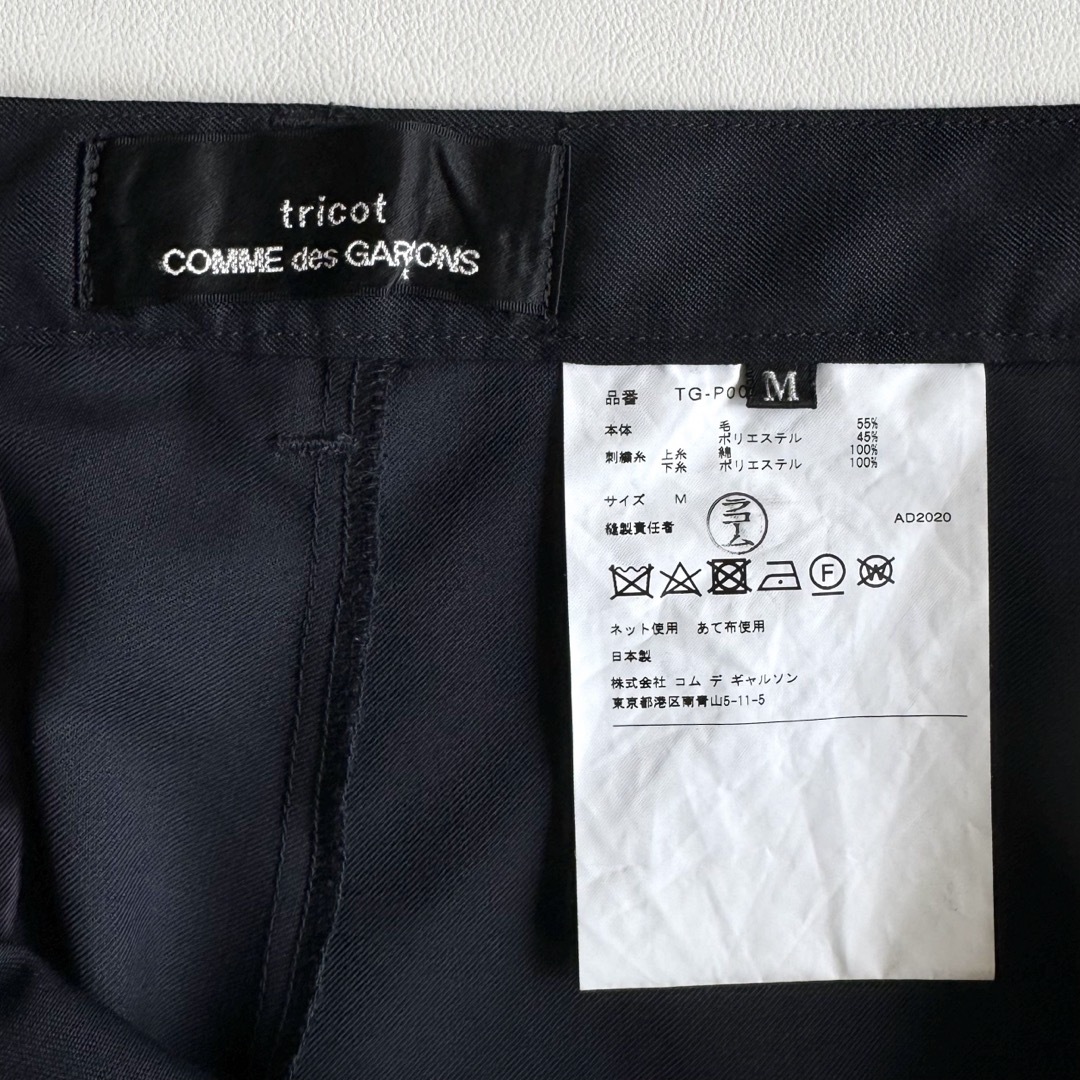 tricot
COMME des GARÇONS
M
品番 TG-P00
本体 毛 55%
ポリエステル 45%
刺繍糸 上糸 綿 100%
下糸 ポリエステル 100%
サイズ M
縫製責任者 ラコーム AD2020
F W
ネット使用 あて布使用
日本製
株式会社 コム デ ギャルソン
東京都港区南青山5-11-5